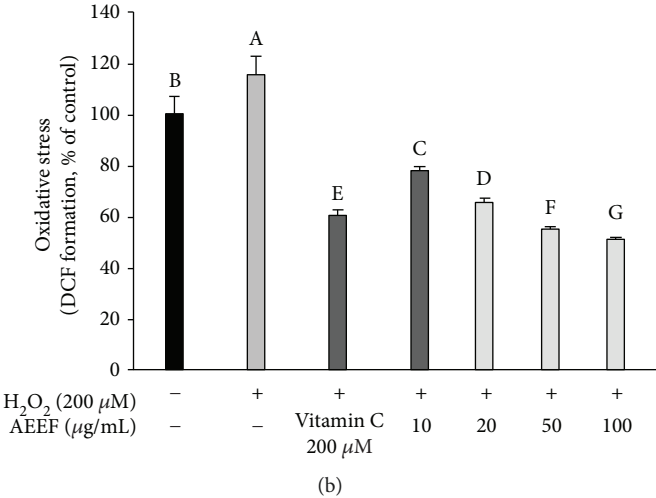 Oxidative stress
(DCF formation, % of control)
140
120
100
80
60
40
20
0
B
A
E
C
D
F
G
H₂O₂ (200 μM) − + + + + + +
AEEF (μg/mL) − − Vitamin C 200 μM 10 20 50 100
(b)